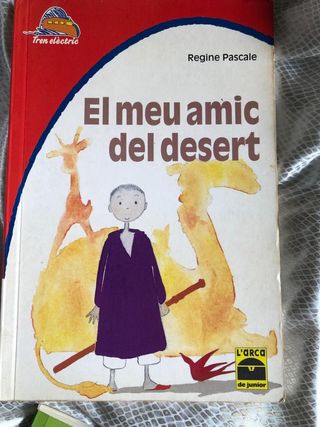 Tren elèctric
Regine Pascale
El meu amic
del desert
L'ARCA
de junior